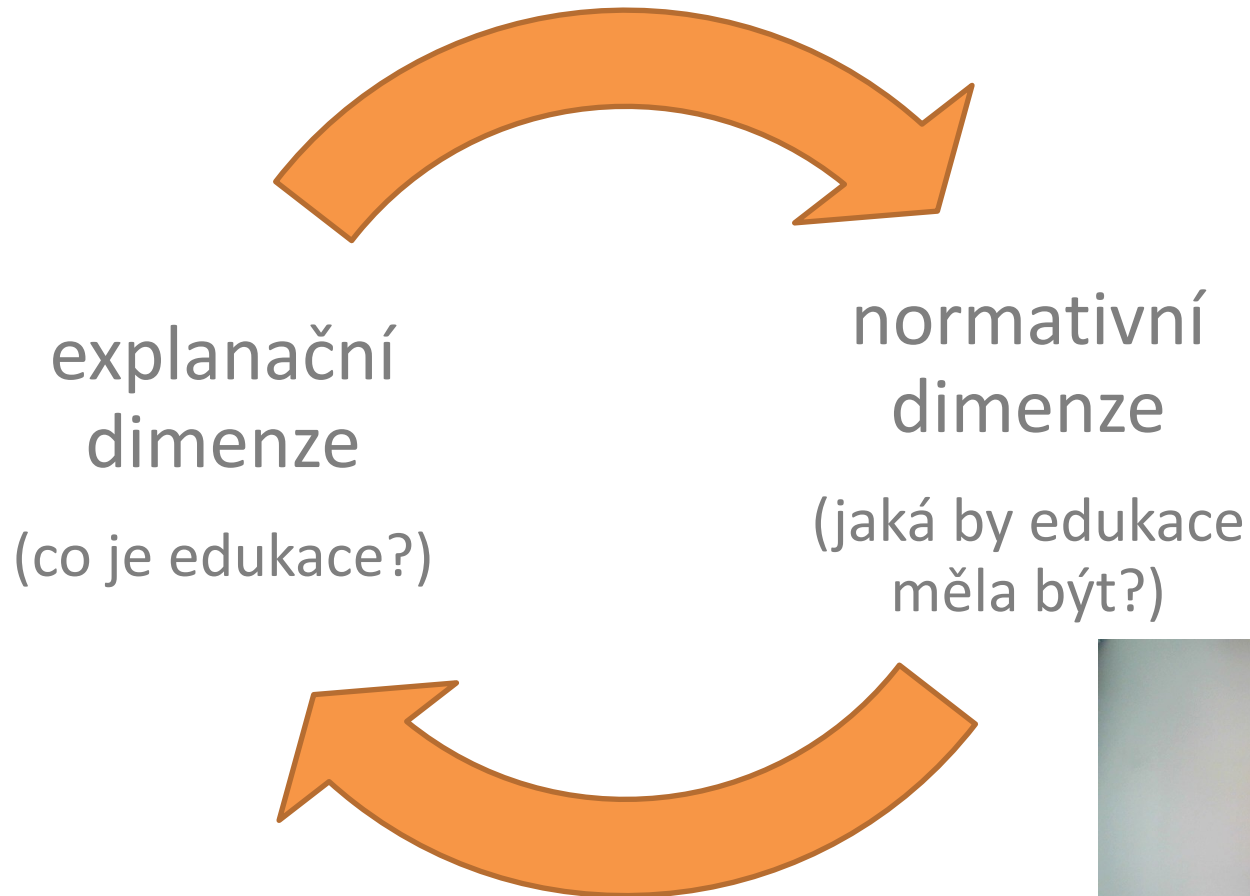 explanační
dimenze
(co je edukace?)
normativní
dimenze
(jaká by edukace
měla být?)